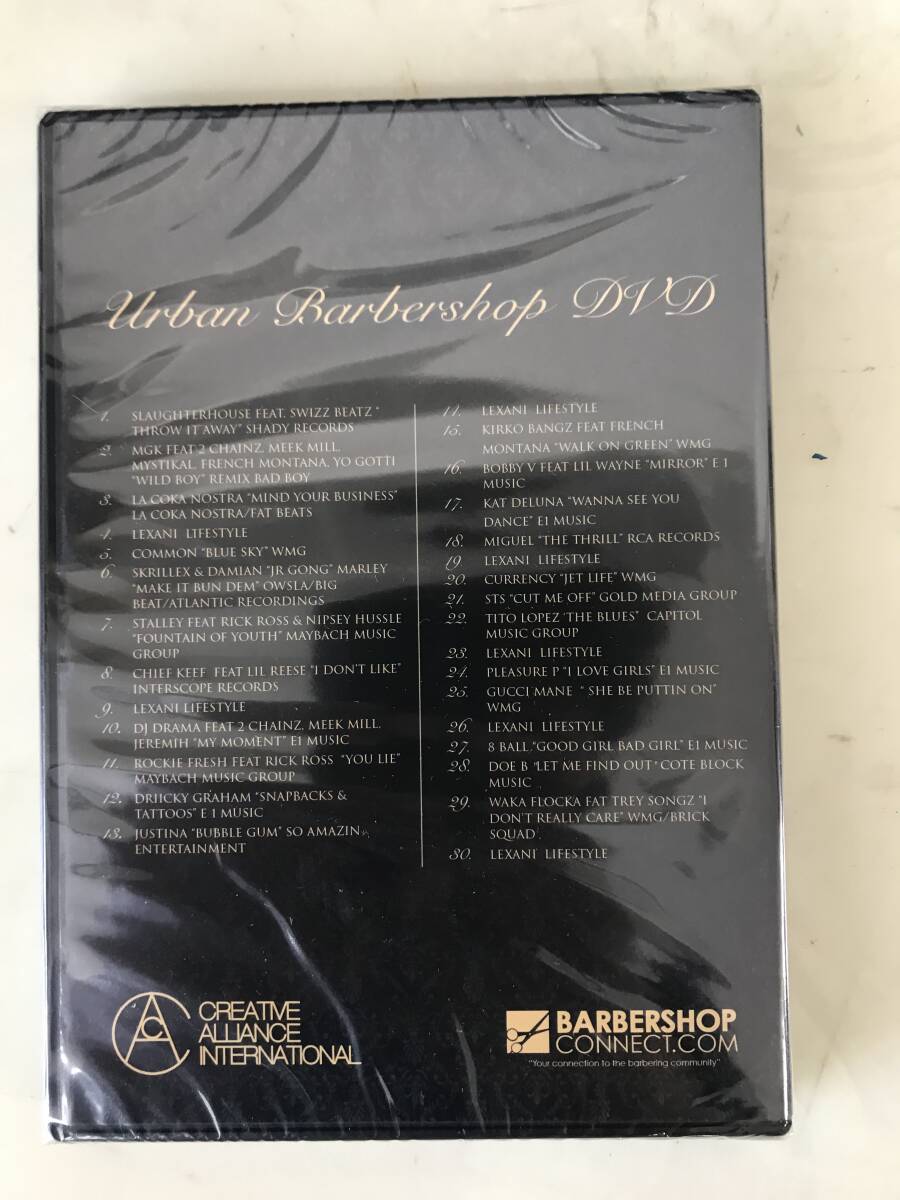 Urban Barbershop DVD
1. SLAUGHTERHOUSE FEAT. SWIZZ BEATZ "
THROW IT AWAY" SHADY RECORDS
2. MGK FEAT 2 CHAINZ, MEEK MILL,
MYSTIKAL, FRENCH MONTANA, YO GOTTI
"WILD BOY" REMIX BAD BOY
3. LA COKA NOSTRA "MIND YOUR BUSINESS"
LA COKA NOSTRA/FAT BEATS
4. LEXANI LIFESTYLE
5. COMMON "BLUE SKY" WMG
6. SKRILLEX & DAMIAN "JR GONG" MARLEY
"MAKE IT BUN DEM" OWSLA/BIG
BEAT/ATLANTIC RECORDINGS
7. STALLEY FEAT RICK ROSS & NIPSEY HUSSLE
"FOUNTAIN OF YOUTH" MAYBACH MUSIC
GROUP
8. CHIEF KEEF FEAT LIL REESE "I DON'T LIKE"
INTERSCOPE RECORDS
9. LEXANI LIFESTYLE
10. DJ DRAMA FEAT 2 CHAINZ, MEEK MILL,
JEREMIH "MY MOMENT" E1 MUSIC
11. ROCKIE FRESH FEAT RICK ROSS "YOU LIE"
MAYBACH MUSIC GROUP
12. DRIICKY GRAHAM "SNAPBACKS &
TATTOOS" E 1 MUSIC
13. JUSTINA "BUBBLE GUM" SO AMAZIN
ENTERTAINMENT
14. LEXANI LIFESTYLE
15. KIRKO BANGZ FEAT FRENCH
MONTANA "WALK ON GREEN" WMG
16. BOBBY V FEAT LIL WAYNE "MIRROR" E 1
MUSIC
17. KAT DELUNA "WANNA SEE YOU
DANCE" E1 MUSIC
18. MIGUEL "THE THRILL" RCA RECORDS
19. LEXANI LIFESTYLE
20. CURRENCY "JET LIFE" WMG
21. STS "CUT ME OFF" GOLD MEDIA GROUP
22. TITO LOPEZ 'THE BLUES" CAPITOL
MUSIC GROUP
23. LEXANI LIFESTYLE
24. PLEASURE P "I LOVE GIRLS" E1 MUSIC
25. GUCCI MANE " SHE BE PUTTIN ON"
WMG
26. LEXANI LIFESTYLE
27. 8 BALL "GOOD GIRL BAD GIRL" E1 MUSIC
28. DOE B "LET ME FIND OUT" COTE BLOCK
MUSIC
29. WAKA FLOCKA FAT TREY SONGZ "I
DON'T REALLY CARE" WMG/BRICK
SQUAD
30. LEXANI LIFESTYLE
CREATIVE
ALLIANCE
INTERNATIONAL
BARBERSHOP
CONNECT.COM
"Your connection to the barbering community"